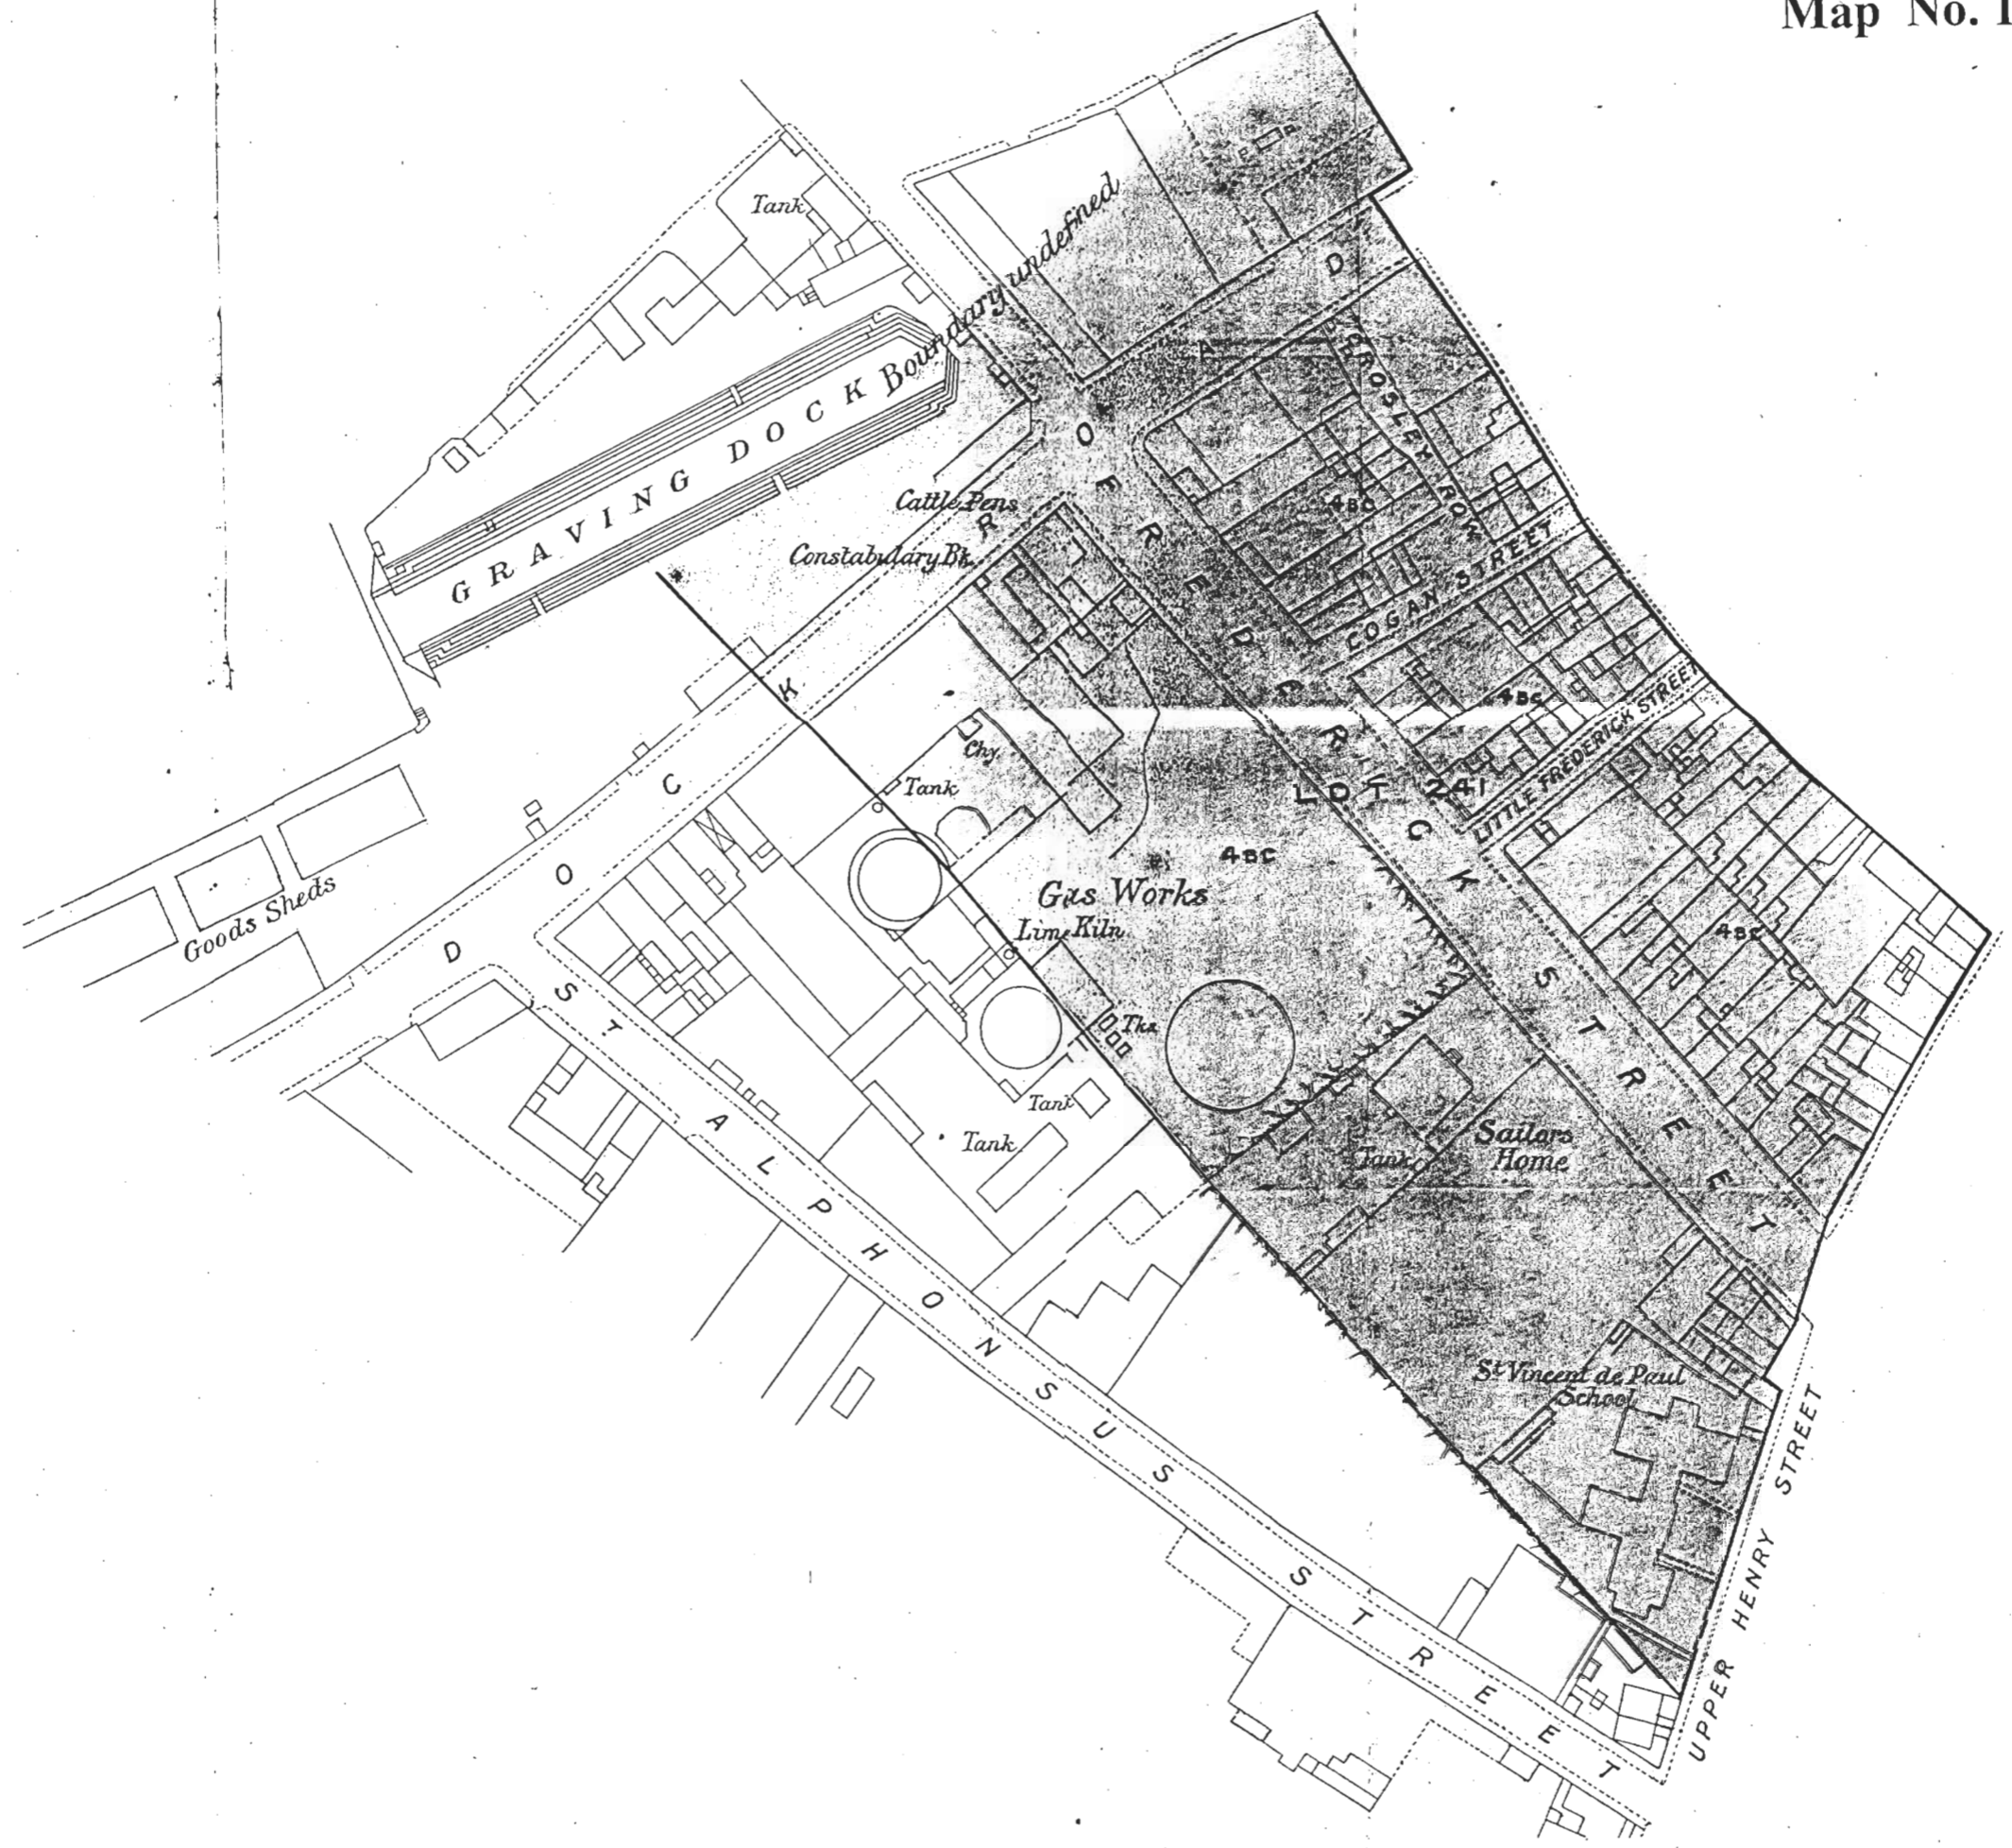 Map No. 1
Tank
Boundary undefined
GRAVING DOCK
CROSLEY ROW
4BC
Cattle Pens
Constabulary Bk.
COGAN STREET
DOCK ROAD
FREDERICK STREET
4BC
LITTLE FREDERICK STREET
Chy.
Tank
LOT 241
4BC
Gas Works
Lime Kiln
4BC
Goods Sheds
Tks
Tank
Tank
Tank
Sailors
Home
ST ALPHONSUS STREET
St Vincent de Paul
School
UPPER HENRY STREET